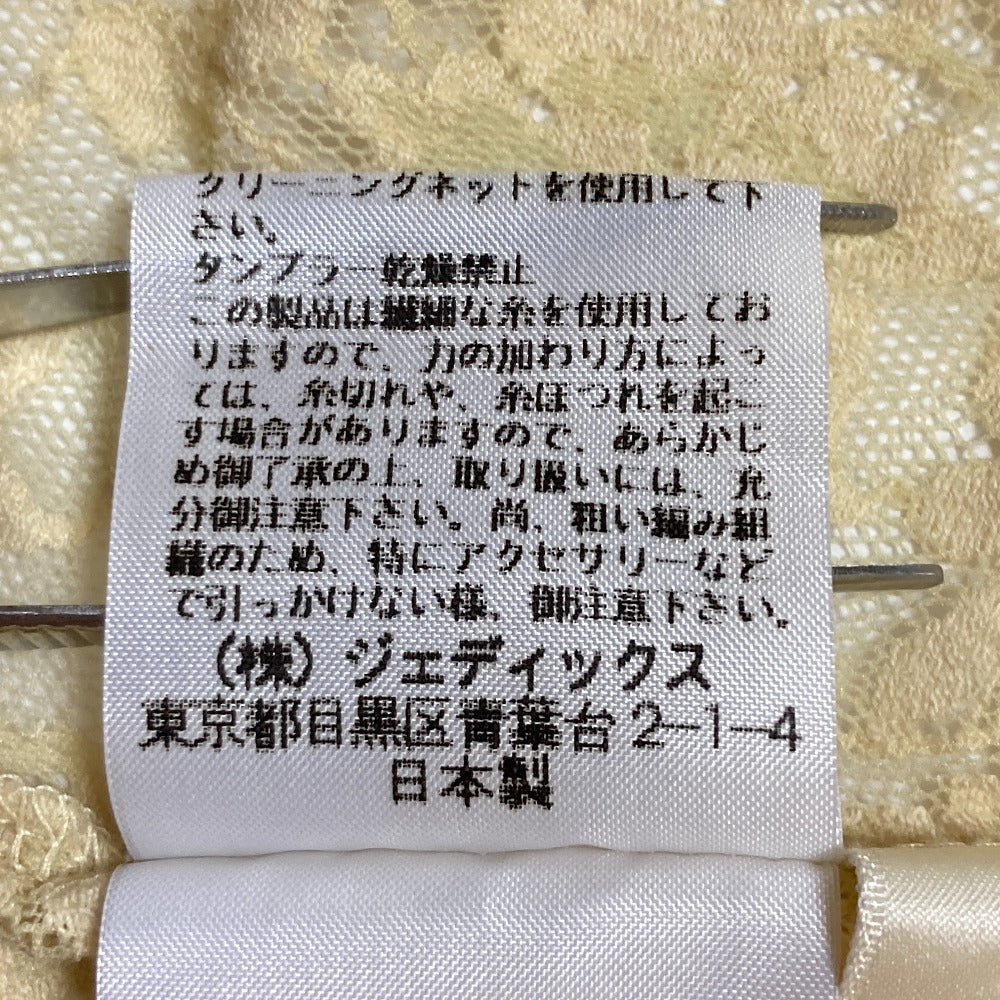 クリーニングネットを使用して下
さい。
タンブラー乾燥禁止
この製品は繊細な糸を使用してお
りますので、力の加わり方によっ
ては、糸切れや、糸ほつれを起こ
す場合がありますので、あらかじ
め御了承の上、取り扱いには、充
分御注意下さい。尚、粗い編み組
織のため、特にアクセサリーなど
で引っかけない様、御注意下さい。
(株) ジェディックス
東京都目黒区青葉台2-1-4
日本製